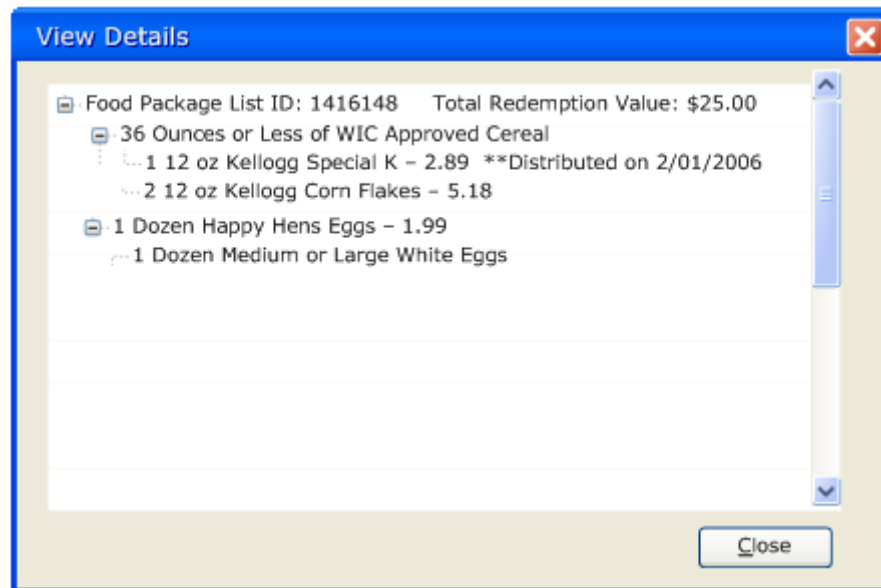 View Details
Food Package List ID: 1416148 Total Redemption Value: $25.00
36 Ounces or Less of WIC Approved Cereal
1 12 oz Kellogg Special K – 2.89 **Distributed on 2/01/2006
2 12 oz Kellogg Corn Flakes – 5.18
1 Dozen Happy Hens Eggs – 1.99
1 Dozen Medium or Large White Eggs
Close